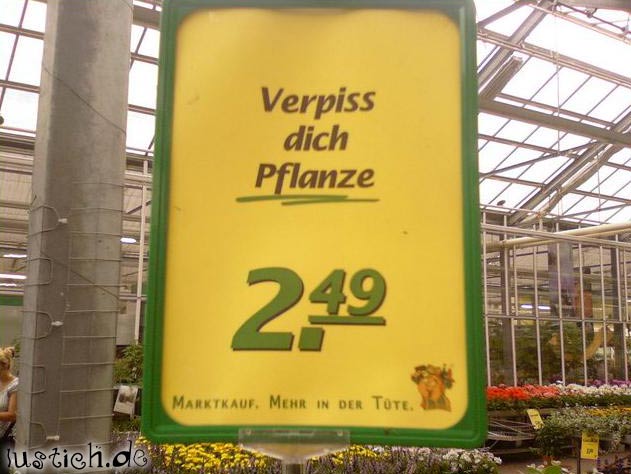 Verpiss
dich
Pflanze
2.49
Marktkauf. Mehr in der Tüte.
lustich.de